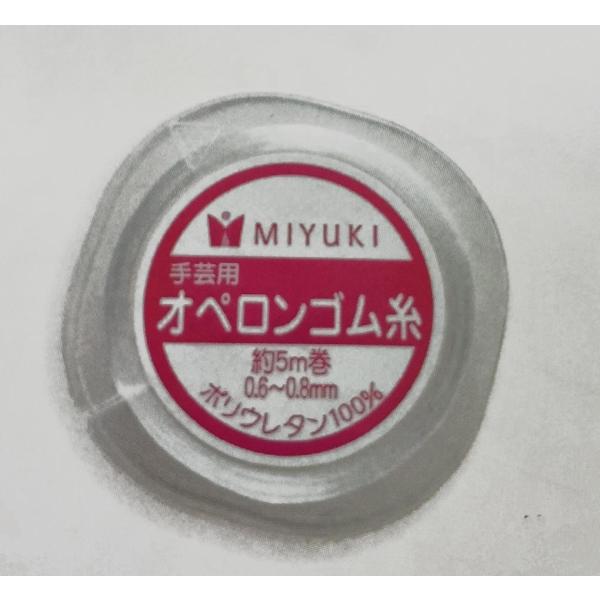 MIYUKI
手芸用
オペロンゴム糸
約5m巻
0.6～0.8mm
ポリウレタン100%